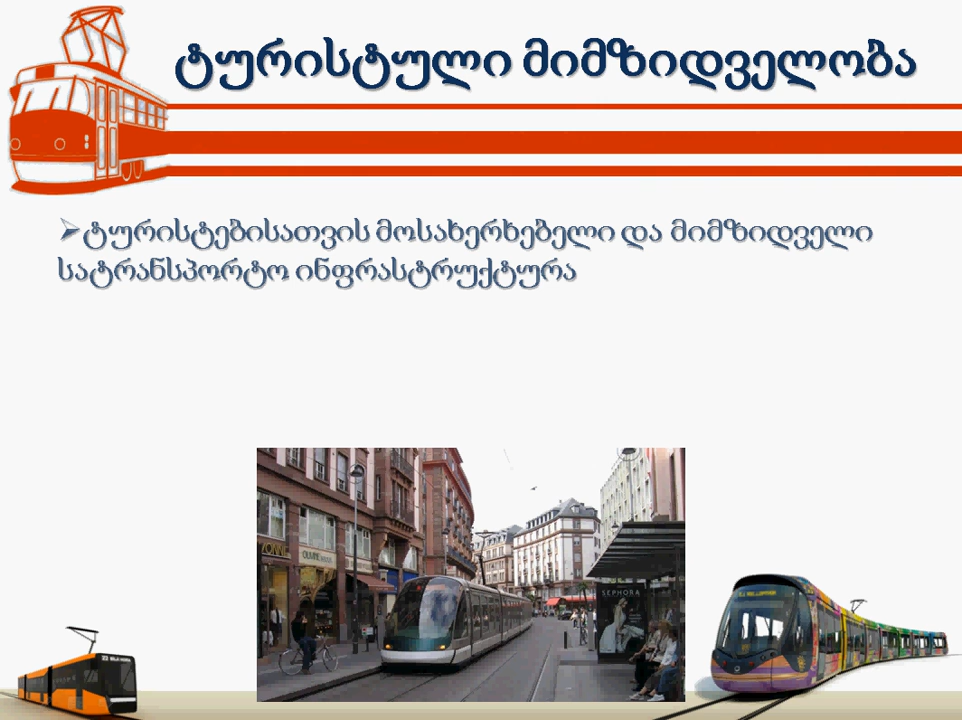 ტურისტული მიმზიდველობა
➢ტურისტებისათვის მოსახერხებელი და მიმზიდველი
სატრანსპორტო ინფრასტრუქტურა
SEPHORA